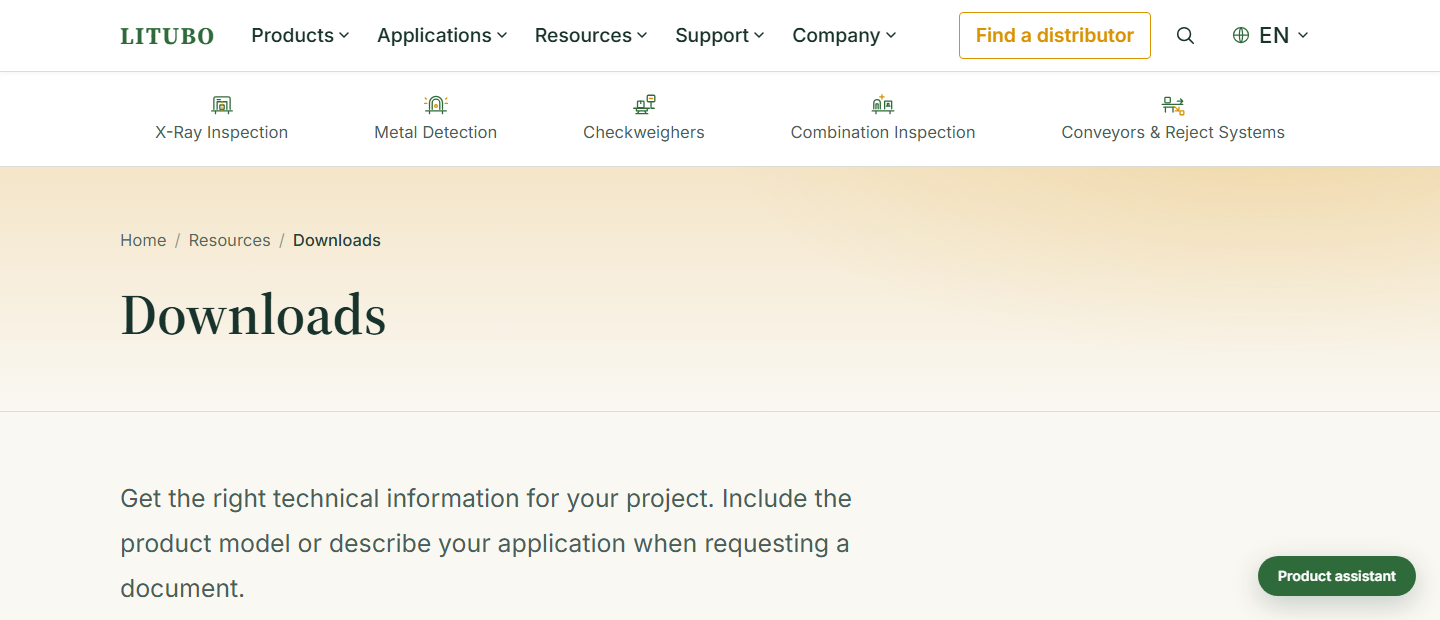 LITUBO Products Applications Resources Support Company Find a distributor EN
X-Ray Inspection Metal Detection Checkweighers Combination Inspection Conveyors & Reject Systems
Home / Resources / Downloads
Downloads
Get the right technical information for your project. Include the
product model or describe your application when requesting a
document.
Product assistant